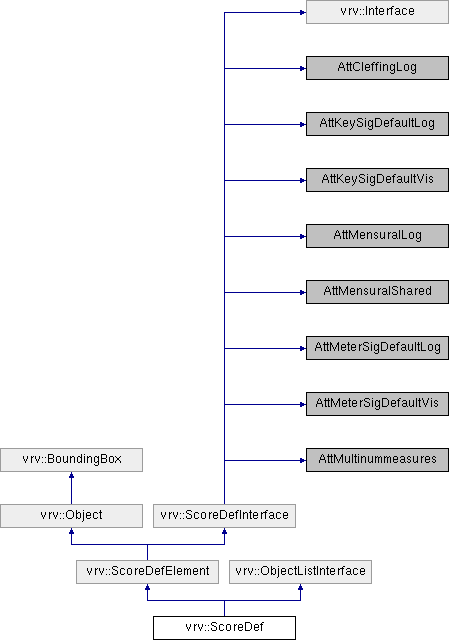 vrv::Interface
AttCleffingLog
AttKeySigDefaultLog
AttKeySigDefaultVis
AttMensuralLog
AttMensuralShared
AttMeterSigDefaultLog
AttMeterSigDefaultVis
vrv::BoundingBox
AttMultinummeasures
vrv::Object
vrv::ScoreDefInterface
vrv::ScoreDefElement
vrv::ObjectListInterface
vrv::ScoreDef